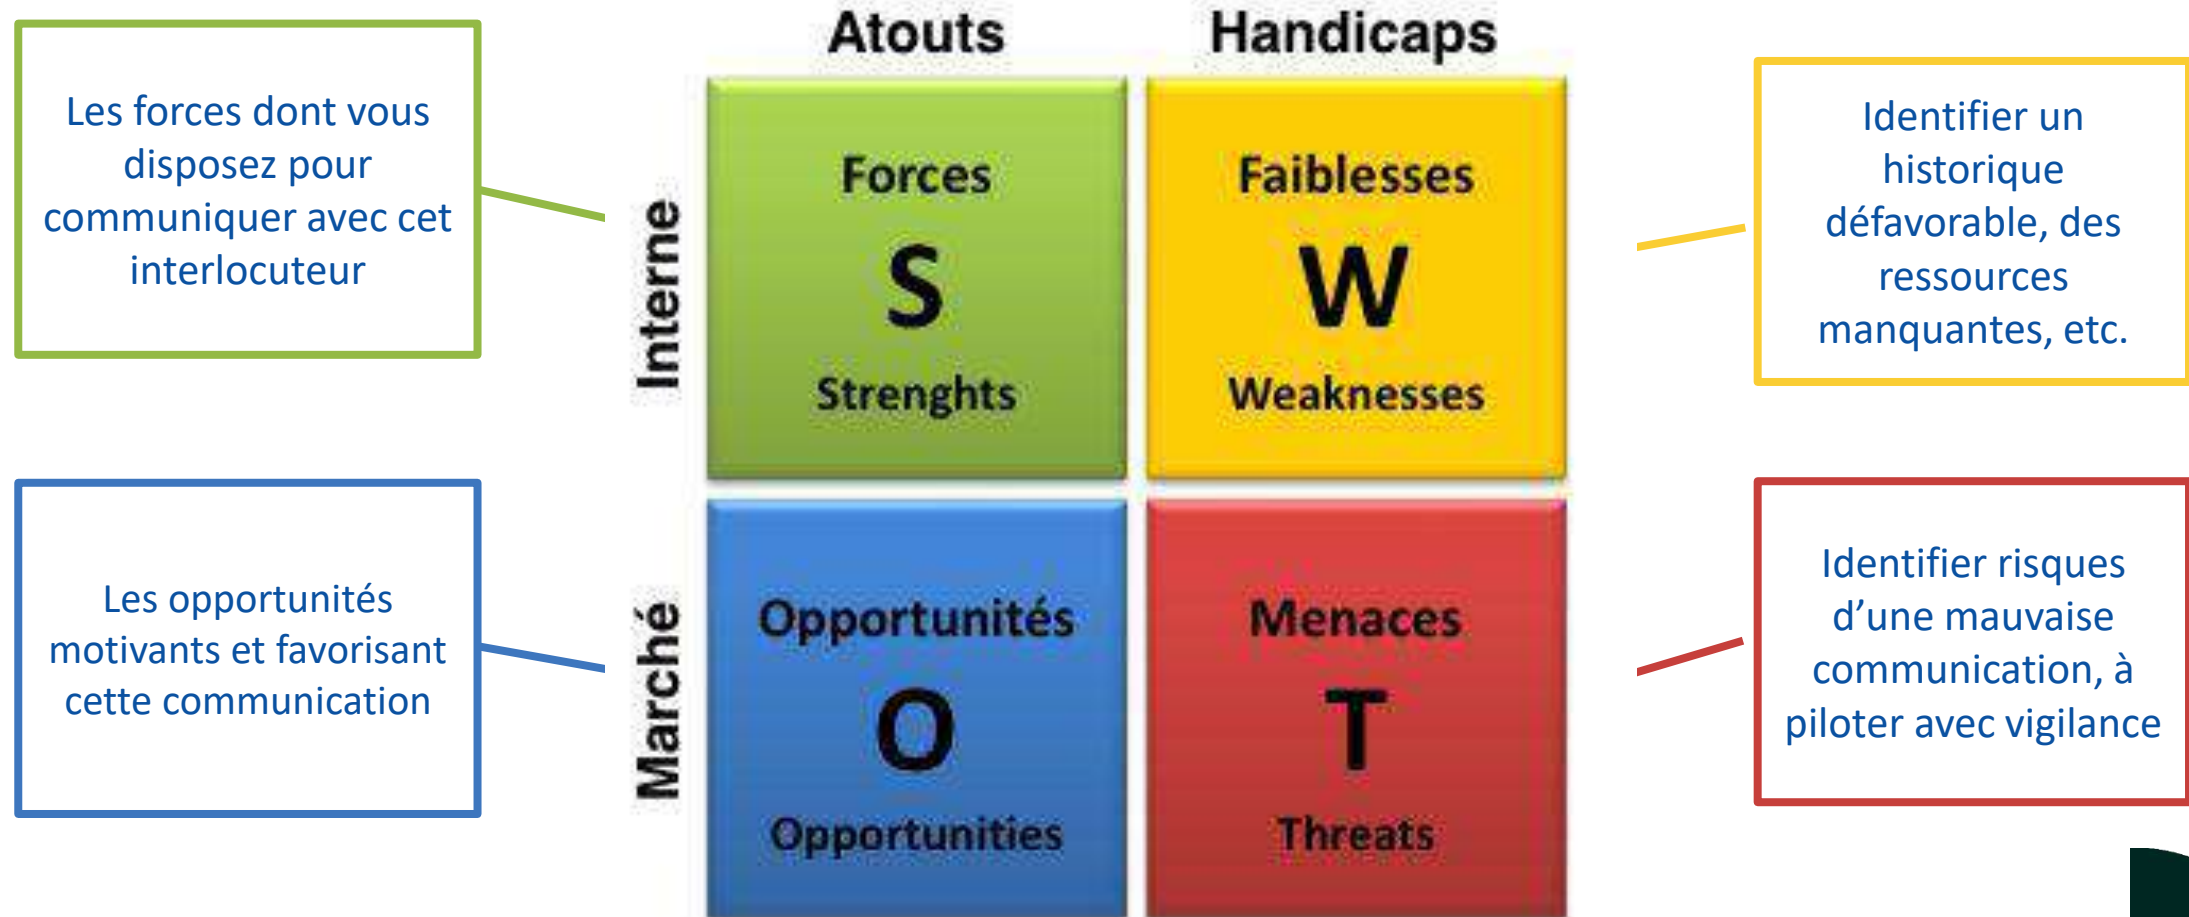 Atouts
Handicaps
Les forces dont vous
disposez pour
communiquer avec cet
interlocuteur
Interne
Forces
S
Strenghts
Faiblesses
W
Weaknesses
Identifier un
historique
défavorable, des
ressources
manquantes, etc.
Les opportunités
motivants et favorisant
cette communication
Marché
Opportunités
O
Opportunities
Menaces
T
Threats
Identifier risques
d’une mauvaise
communication, à
piloter avec vigilance